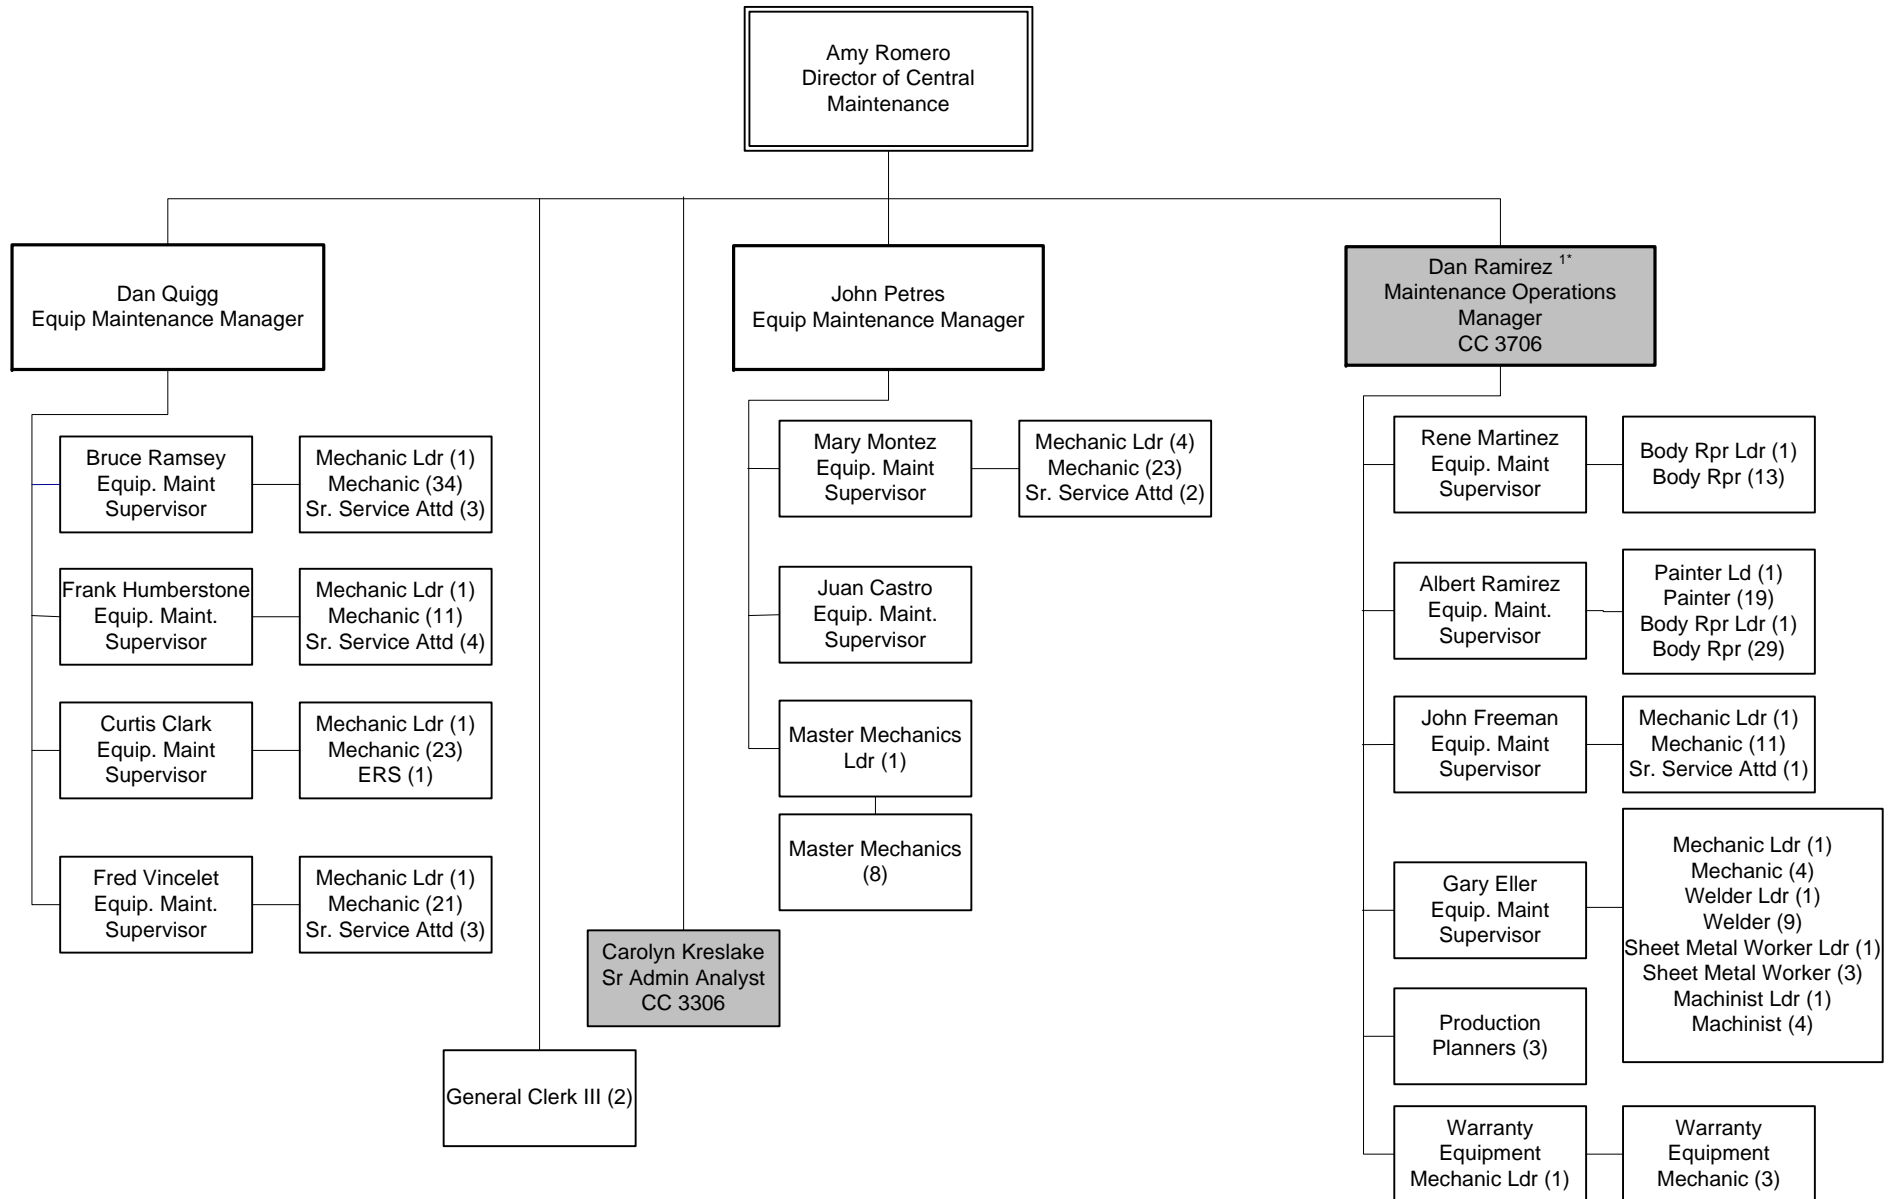 Amy Romero
Director of Central
Maintenance
Dan Quigg
Equip Maintenance Manager
John Petres
Equip Maintenance Manager
Dan Ramirez 1*
Maintenance Operations
Manager
CC 3706
Bruce Ramsey
Equip. Maint
Supervisor
Mechanic Ldr (1)
Mechanic (34)
Sr. Service Attd (3)
Frank Humberstone
Equip. Maint.
Supervisor
Mechanic Ldr (1)
Mechanic (11)
Sr. Service Attd (4)
Curtis Clark
Equip. Maint
Supervisor
Mechanic Ldr (1)
Mechanic (23)
ERS (1)
Fred Vincelet
Equip. Maint.
Supervisor
Mechanic Ldr (1)
Mechanic (21)
Sr. Service Attd (3)
General Clerk III (2)
Carolyn Kreslake
Sr Admin Analyst
CC 3306
Mary Montez
Equip. Maint
Supervisor
Mechanic Ldr (4)
Mechanic (23)
Sr. Service Attd (2)
Juan Castro
Equip. Maint.
Supervisor
Master Mechanics
Ldr (1)
Master Mechanics
(8)
Rene Martinez
Equip. Maint
Supervisor
Body Rpr Ldr (1)
Body Rpr (13)
Albert Ramirez
Equip. Maint.
Supervisor
Painter Ld (1)
Painter (19)
Body Rpr Ldr (1)
Body Rpr (29)
John Freeman
Equip. Maint
Supervisor
Mechanic Ldr (1)
Mechanic (11)
Sr. Service Attd (1)
Gary Eller
Equip. Maint
Supervisor
Mechanic Ldr (1)
Mechanic (4)
Welder Ldr (1)
Welder (9)
Sheet Metal Worker Ldr (1)
Sheet Metal Worker (3)
Machinist Ldr (1)
Machinist (4)
Production
Planners (3)
Warranty
Equipment
Mechanic Ldr (1)
Warranty
Equipment
Mechanic (3)